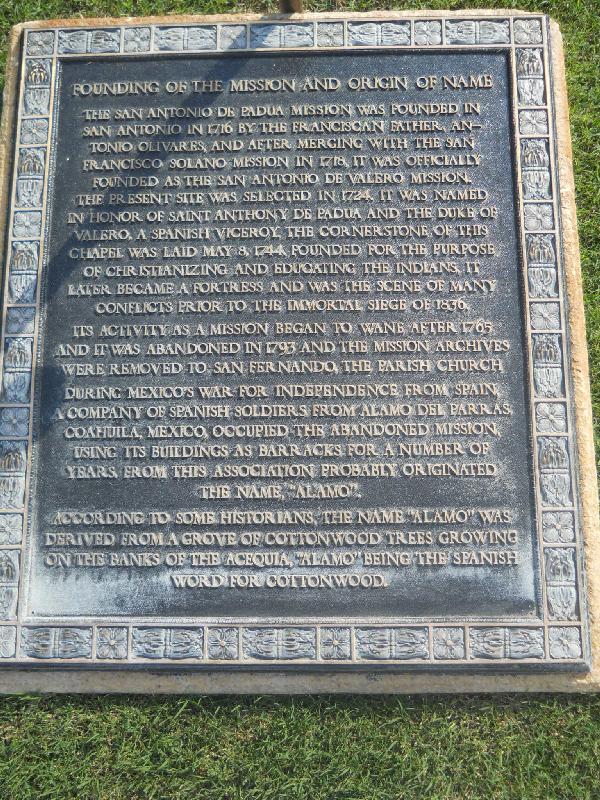 FOUNDING OF THE MISSION AND ORIGIN OF NAME
THE SAN ANTONIO DE PADUA MISSION WAS FOUNDED IN
SAN ANTONIO IN 1716 BY THE FRANCISCAN FATHER, AN-
TONIO OLIVARES, AND AFTER MERGING WITH THE SAN
FRANCISCO SOLANO MISSION IN 1718, IT WAS OFFICIALLY
FOUNDED AS THE SAN ANTONIO DE VALERO MISSION.
THE PRESENT SITE WAS SELECTED IN 1724. IT WAS NAMED
IN HONOR OF SAINT ANTHONY DE PADUA AND THE DUKE OF
VALERO, A SPANISH VICEROY. THE CORNERSTONE OF THIS
CHAPEL WAS LAID MAY 8, 1744. FOUNDED FOR THE PURPOSE
OF CHRISTIANIZING AND EDUCATING THE INDIANS, IT
LATER BECAME A FORTRESS AND WAS THE SCENE OF MANY
CONFLICTS PRIOR TO THE IMMORTAL SIEGE OF 1836.
ITS ACTIVITY AS A MISSION BEGAN TO WANE AFTER 1765
AND IT WAS ABANDONED IN 1793 AND THE MISSION ARCHIVES
WERE REMOVED TO SAN FERNANDO, THE PARISH CHURCH
DURING MEXICO'S WAR FOR INDEPENDENCE FROM SPAIN,
A COMPANY OF SPANISH SOLDIERS FROM ALAMO DEL PARRAS,
COAHUILA, MEXICO, OCCUPIED THE ABANDONED MISSION,
USING ITS BUILDINGS AS BARRACKS FOR A NUMBER OF
YEARS. FROM THIS ASSOCIATION PROBABLY ORIGINATED
THE NAME, "ALAMO".
ACCORDING TO SOME HISTORIANS, THE NAME "ALAMO" WAS
DERIVED FROM A GROVE OF COTTONWOOD TREES GROWING
ON THE BANKS OF THE ACEQUIA, "ALAMO" BEING THE SPANISH
WORD FOR COTTONWOOD.